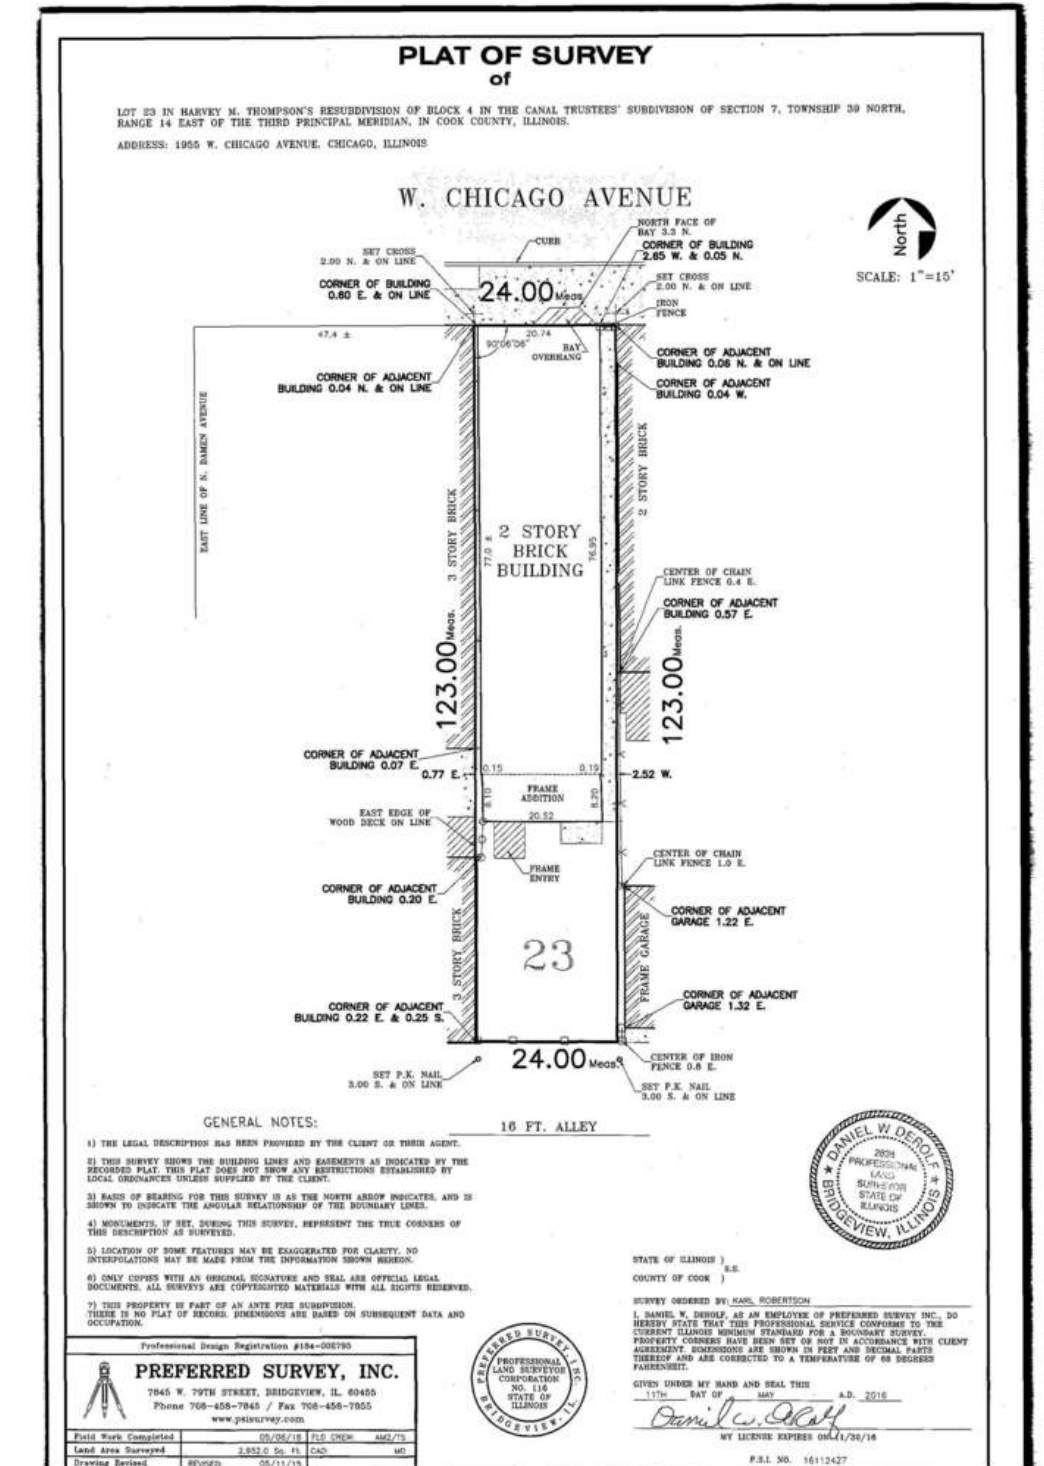 PLAT OF SURVEY
of
LOT 23 IN HARVEY M. THOMPSON'S RESUBDIVISION OF BLOCK 4 IN THE CANAL TRUSTEES' SUBDIVISION OF SECTION 7, TOWNSHIP 39 NORTH,
RANGE 14 EAST OF THE THIRD PRINCIPAL MERIDIAN, IN COOK COUNTY, ILLINOIS.
ADDRESS: 1955 W. CHICAGO AVENUE, CHICAGO, ILLINOIS
W. CHICAGO AVENUE
North
SCALE: 1"=15'
NORTH FACE OF
BAY 3.3 N.
CURB
CORNER OF BUILDING
2.65 W. & 0.05 N.
SET CROSS
2.00 N. & ON LINE
SET CROSS
2.00 N. & ON LINE
CORNER OF BUILDING
0.60 E. & ON LINE
24.00 Meas.
IRON
FENCE
47.4 ±
20.74
90°06'06"
BAY
OVERHANG
CORNER OF ADJACENT
BUILDING 0.06 N. & ON LINE
CORNER OF ADJACENT
BUILDING 0.04 N. & ON LINE
CORNER OF ADJACENT
BUILDING 0.04 W.
EAST LINE OF N. DAMEN AVENUE
2 STORY BRICK
3 STORY BRICK
2 STORY
BRICK
BUILDING
77.0 ±
76.95
CENTER OF CHAIN
LINK FENCE 0.4 E.
CORNER OF ADJACENT
BUILDING 0.57 E.
123.00 Meas.
123.00 Meas.
CORNER OF ADJACENT
BUILDING 0.07 E.
0.77 E.
0.15
0.19
2.52 W.
FRAME
ADDITION
8.10
8.20
20.52
EAST EDGE OF
WOOD DECK ON LINE
CENTER OF CHAIN
LINK FENCE 1.0 E.
FRAME
ENTRY
CORNER OF ADJACENT
BUILDING 0.20 E.
CORNER OF ADJACENT
GARAGE 1.22 E.
3 STORY BRICK
23
FRAME GARAGE
CORNER OF ADJACENT
GARAGE 1.32 E.
CORNER OF ADJACENT
BUILDING 0.22 E. & 0.25 S.
24.00 Meas.
CENTER OF IRON
FENCE 0.8 E.
SET P.K. NAIL
3.00 S. & ON LINE
SET P.K. NAIL
3.00 S. & ON LINE
16 FT. ALLEY
GENERAL NOTES:
1) THE LEGAL DESCRIPTION HAS BEEN PROVIDED BY THE CLIENT OR THEIR AGENT.
2) THIS SURVEY SHOWS THE BUILDING LINES AND EASEMENTS AS INDICATED BY THE
RECORDED PLAT. THIS PLAT DOES NOT SHOW ANY RESTRICTIONS ESTABLISHED BY
LOCAL ORDINANCES UNLESS SUPPLIED BY THE CLIENT.
3) BASIS OF BEARING FOR THIS SURVEY IS AS THE NORTH ARROW INDICATES, AND IS
SHOWN TO INDICATE THE ANGULAR RELATIONSHIP OF THE BOUNDARY LINES.
4) MONUMENTS, IF SET, DURING THIS SURVEY, REPRESENT THE TRUE CORNERS OF
THIS DESCRIPTION AS SURVEYED.
5) LOCATION OF SOME FEATURES MAY BE EXAGGERATED FOR CLARITY. NO
INTERPOLATIONS MAY BE MADE FROM THE INFORMATION SHOWN HEREON.
6) ONLY COPIES WITH AN ORIGINAL SIGNATURE AND SEAL ARE OFFICIAL LEGAL
DOCUMENTS. ALL SURVEYS ARE COPYRIGHTED MATERIALS WITH ALL RIGHTS RESERVED.
7) THIS PROPERTY IS PART OF AN ANTE FIRE SUBDIVISION.
THERE IS NO PLAT OF RECORD. DIMENSIONS ARE BASED ON SUBSEQUENT DATA AND
OCCUPATION.
DANIEL W DEROLF
2838
PROFESSIONAL
LAND
SURVEYOR
STATE OF
ILLINOIS
BRIDGEVIEW, ILLINOIS
STATE OF ILLINOIS )
S.S.
COUNTY OF COOK )
SURVEY ORDERED BY: KARL ROBERTSON
I, DANIEL W. DEROLF, AS AN EMPLOYEE OF PREFERRED SURVEY INC., DO
HEREBY STATE THAT THIS PROFESSIONAL SERVICE CONFORMS TO THE
CURRENT ILLINOIS MINIMUM STANDARD FOR A BOUNDARY SURVEY.
PROPERTY CORNERS HAVE BEEN SET OR NOT IN ACCORDANCE WITH CLIENT
AGREEMENT. DIMENSIONS ARE SHOWN IN FEET AND DECIMAL PARTS
THEREOF AND ARE CORRECTED TO A TEMPERATURE OF 68 DEGREES
FAHRENHEIT.
GIVEN UNDER MY HAND AND SEAL THIS
11TH DAY OF MAY A.D. 2016
Daniel W. DeRolf
MY LICENSE EXPIRES ON 11/30/16
P.S.I. NO. 16112427
PREFERRED SURVEY, INC.
PROFESSIONAL
LAND SURVEYOR
CORPORATION
NO. 116
STATE OF
ILLINOIS
BRIDGEVIEW, IL
Professional Design Registration #184-002795
PREFERRED SURVEY, INC.
7845 W. 79TH STREET, BRIDGEVIEW, IL, 60455
Phone 708-458-7845 / Fax 708-458-7855
www.psisurvey.com
Field Work Completed 05/06/16 FLD CREW: AM2/TS
Land Area Surveyed 2,952.0 Sq. Ft. CAD: MD
Drawing Revised REVISED: